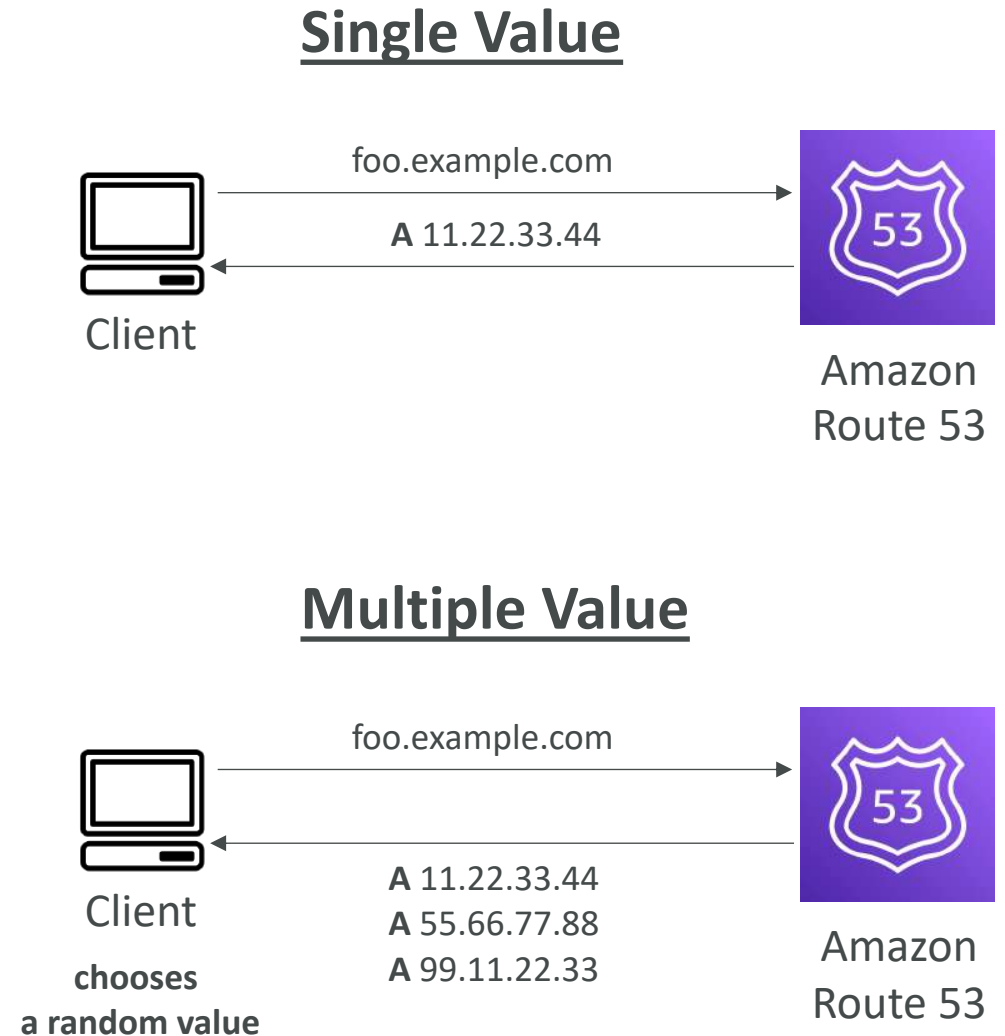 Single Value
foo.example.com
A 11.22.33.44
53
Client
Amazon
Route 53
Multiple Value
foo.example.com
53
A 11.22.33.44
A 55.66.77.88
A 99.11.22.33
Client
chooses
a random value
Amazon
Route 53